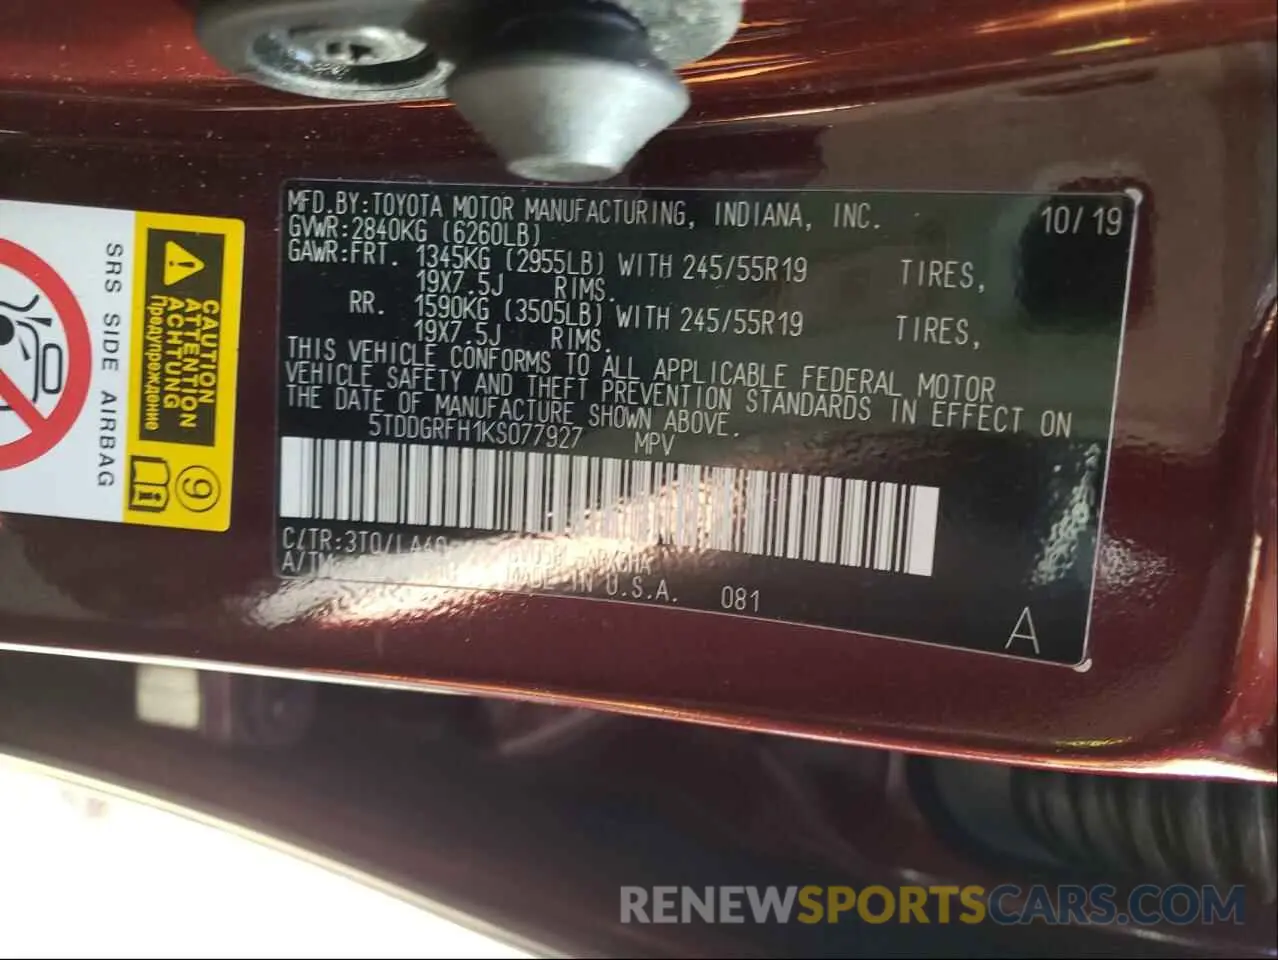 MFD.BY:TOYOTA MOTOR MANUFACTURING, INDIANA, INC. 10/19
GVWR:2840KG (6260LB)
GAWR:FRT. 1345KG (2955LB) WITH 245/55R19 TIRES,
19X7.5J RIMS.
RR. 1590KG (3505LB) WITH 245/55R19 TIRES,
19X7.5J RIMS.
THIS VEHICLE CONFORMS TO ALL APPLICABLE FEDERAL MOTOR
VEHICLE SAFETY AND THEFT PREVENTION STANDARDS IN EFFECT ON
THE DATE OF MANUFACTURE SHOWN ABOVE.
5TDDGRFH1KS077927 MPV
C/TR:3T0/
A/TM
MADE IN U.S.A. 081
A
SRS SIDE AIRBAG
CAUTION
ATTENTION
ACHTUNG
Предупреждение
9
RENEWSPORTSCARS.COM